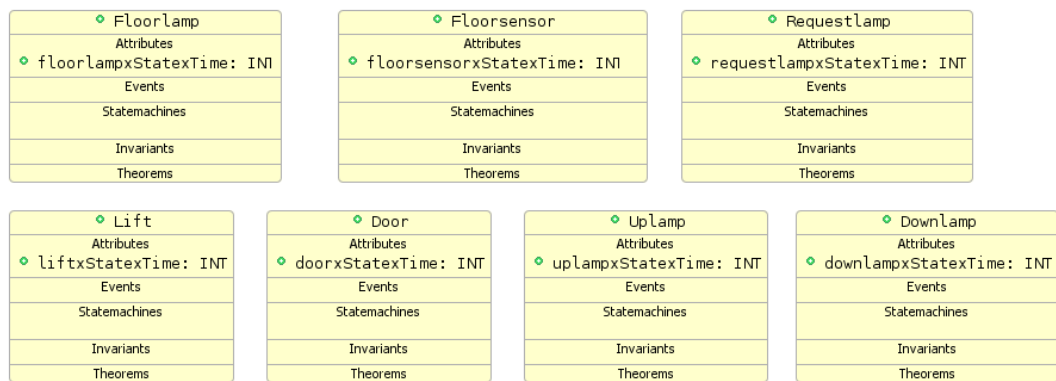 Floorlamp
Attributes
floorlampxStatexTime: INT
Events
Statemachines
Invariants
Theorems
Floorsensor
Attributes
floorsensorxStatexTime: INT
Events
Statemachines
Invariants
Theorems
Requestlamp
Attributes
requestlampxStatexTime: INT
Events
Statemachines
Invariants
Theorems
Lift
Attributes
liftxStatexTime: INT
Events
Statemachines
Invariants
Theorems
Door
Attributes
doorxStatexTime: INT
Events
Statemachines
Invariants
Theorems
Uplamp
Attributes
uplampxStatexTime: INT
Events
Statemachines
Invariants
Theorems
Downlamp
Attributes
downlampxStatexTime: INT
Events
Statemachines
Invariants
Theorems